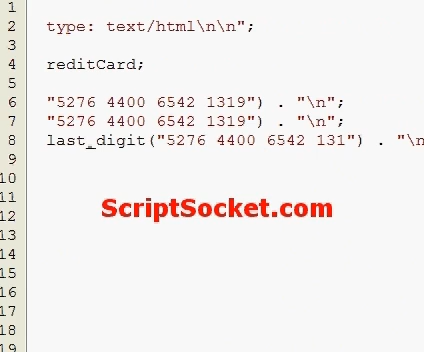 1
2 type: text/html\n\n";
3
4 reditCard;
5
6 "5276 4400 6542 1319") . "\n";
7 "5276 4400 6542 1319") . "\n";
8 last_digit("5276 4400 6542 131") . "\n
9
10
11
ScriptSocket.com
12
13
14
15
16
17
18
19